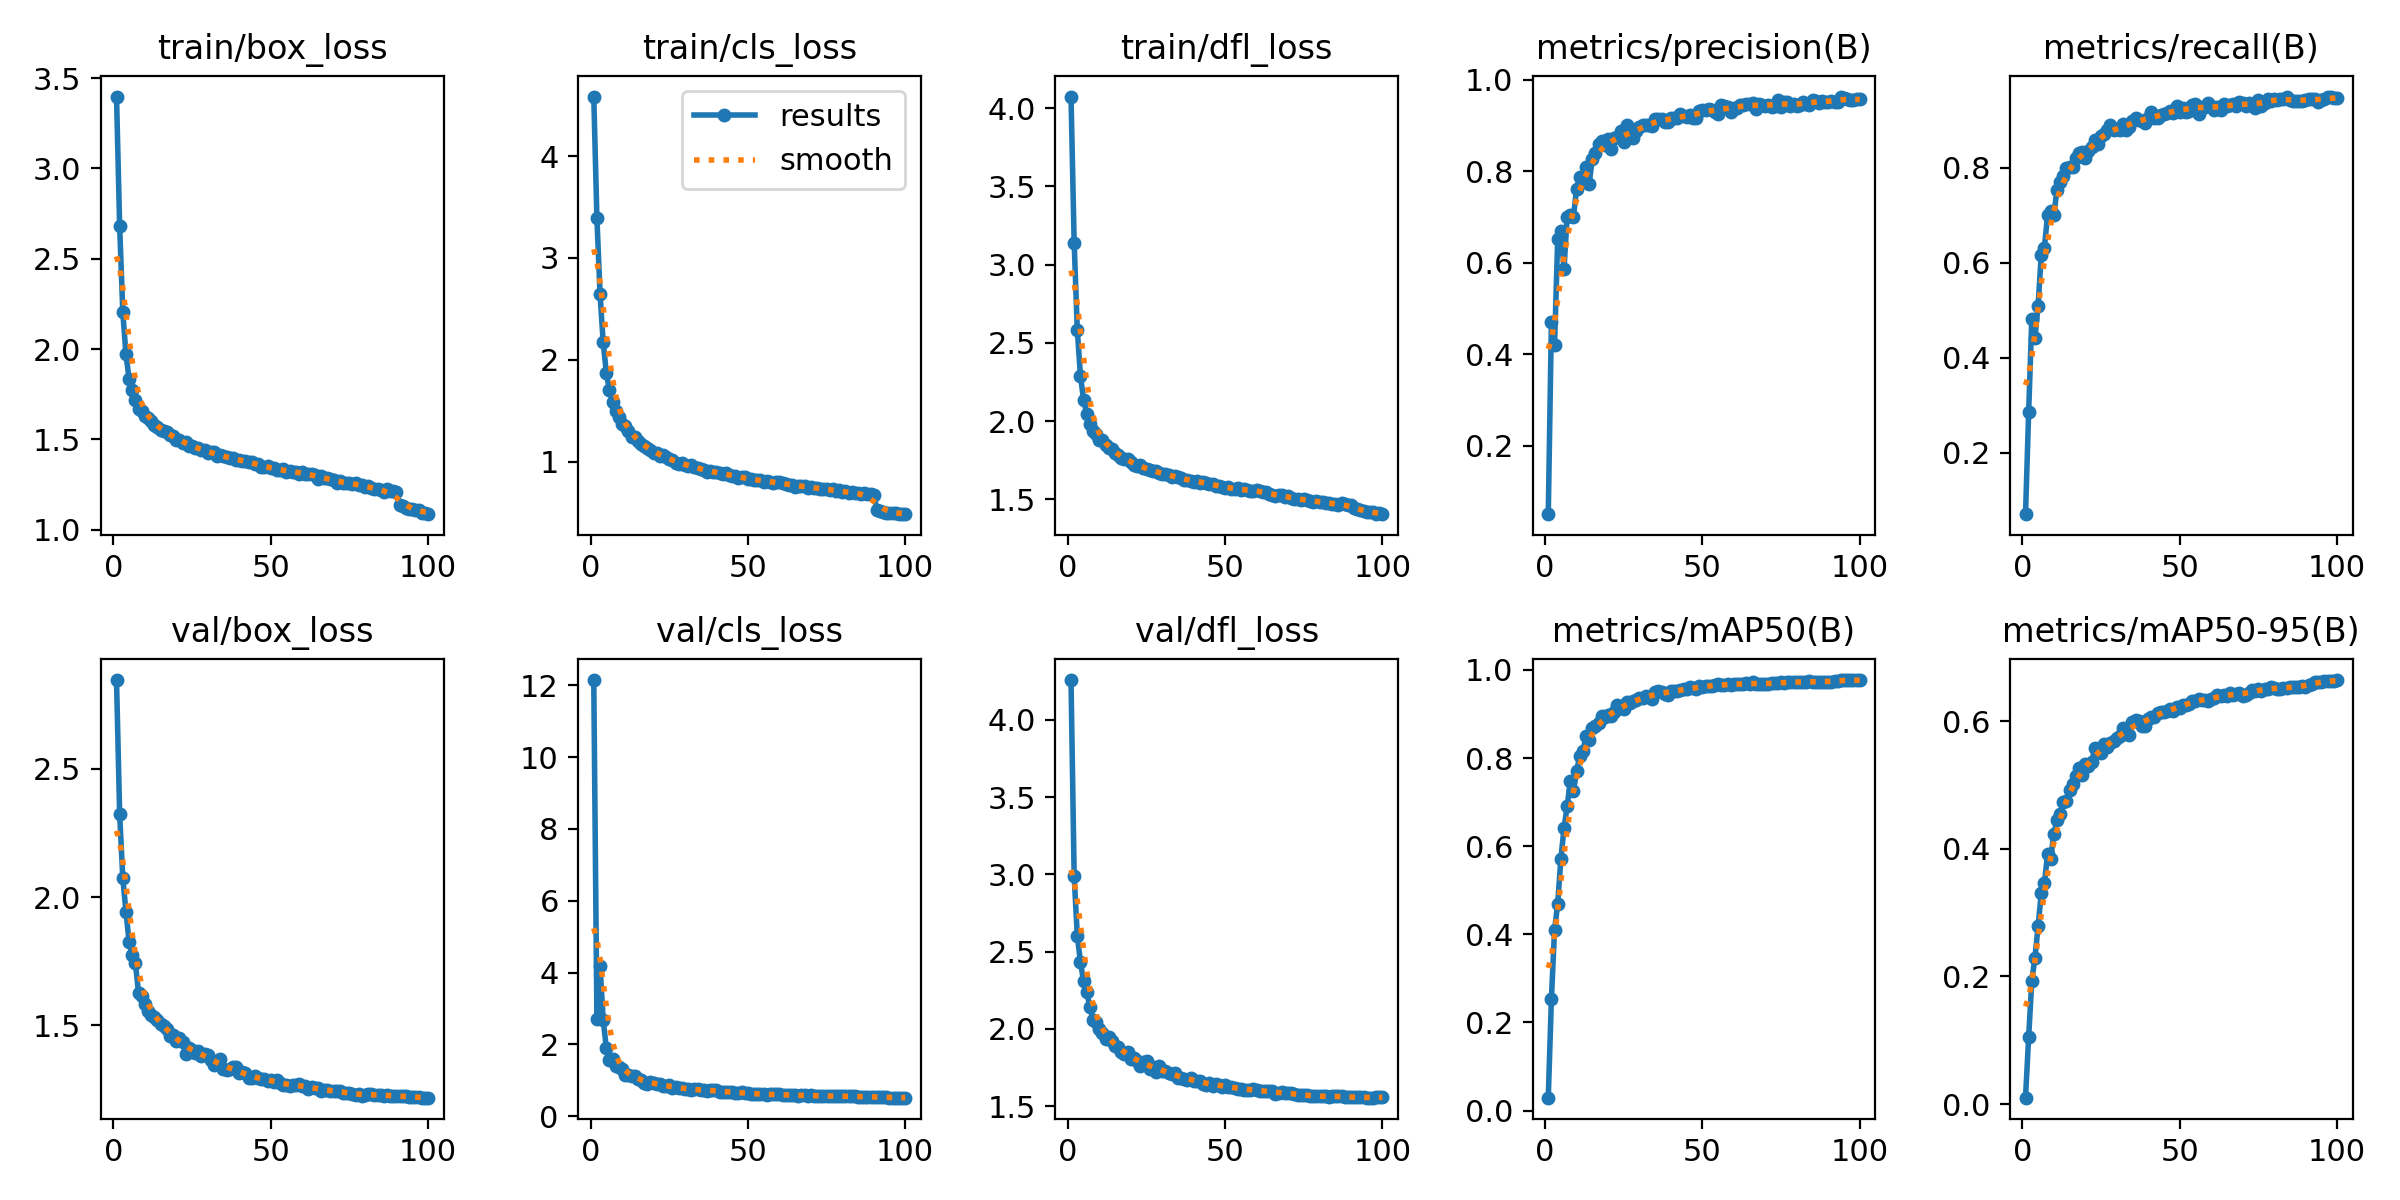 train/box_loss
3.5
3.0
2.5
2.0
1.5
1.0
0 50 100
train/cls_loss
results
smooth
4
3
2
1
0 50 100
train/dfl_loss
4.0
3.5
3.0
2.5
2.0
1.5
0 50 100
metrics/precision(B)
1.0
0.8
0.6
0.4
0.2
0 50 100
metrics/recall(B)
0.8
0.6
0.4
0.2
0 50 100
val/box_loss
2.5
2.0
1.5
0 50 100
val/cls_loss
12
10
8
6
4
2
0
0 50 100
val/dfl_loss
4.0
3.5
3.0
2.5
2.0
1.5
0 50 100
metrics/mAP50(B)
1.0
0.8
0.6
0.4
0.2
0.0
0 50 100
metrics/mAP50-95(B)
0.6
0.4
0.2
0.0
0 50 100